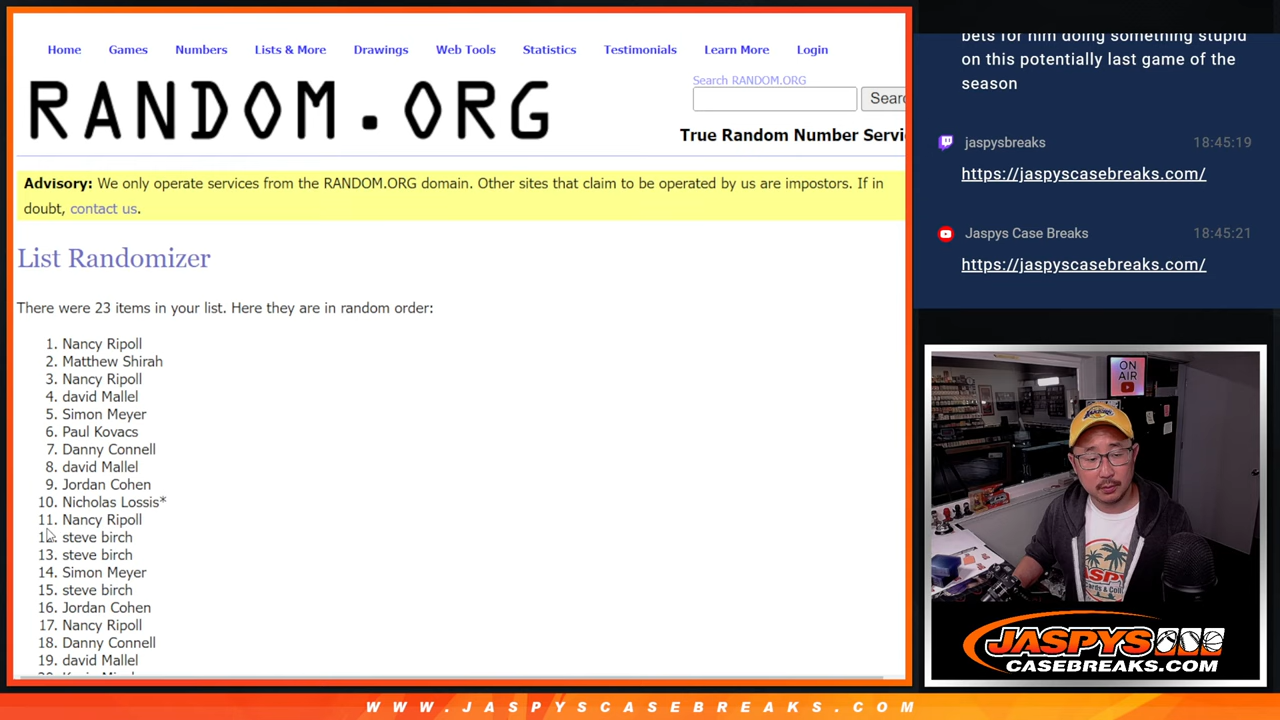 Home Games Numbers Lists & More Drawings Web Tools Statistics Testimonials Learn More Login
RANDOM.ORG
Search RANDOM.ORG
True Random Number Servi
Advisory: We only operate services from the RANDOM.ORG domain. Other sites that claim to be operated by us are impostors. If in
doubt, contact us.
List Randomizer
There were 23 items in your list. Here they are in random order:
1. Nancy Ripoll
2. Matthew Shirah
3. Nancy Ripoll
4. david Mallel
5. Simon Meyer
6. Paul Kovacs
7. Danny Connell
8. david Mallel
9. Jordan Cohen
10. Nicholas Lossis*
11. Nancy Ripoll
12. steve birch
13. steve birch
14. Simon Meyer
15. steve birch
16. Jordan Cohen
17. Nancy Ripoll
18. Danny Connell
19. david Mallel
bets for him doing something stupid
on this potentially last game of the
season
jaspysbreaks 18:45:19
https://jaspyscasebreaks.com/
Jaspys Case Breaks 18:45:21
https://jaspyscasebreaks.com/
ON
AIR
JASPYS
CASEBREAKS.COM
WWW.JASPYSCASEBREAKS.COM